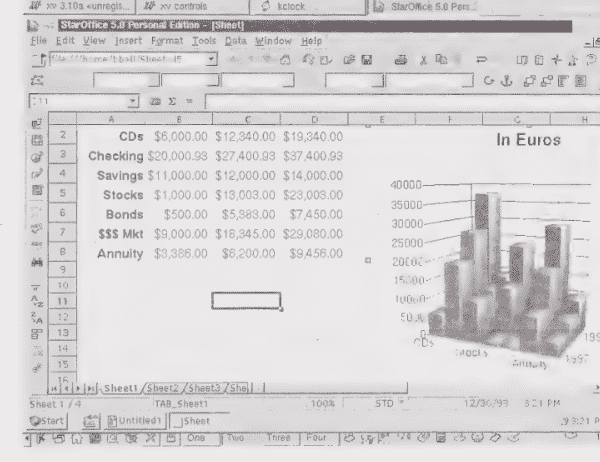 xv 3.10a <unregis... xv controls kclock StarOffice 5.0 Pers...
StarOffice 5.0 Personal Edition - [Sheet]
File Edit View Insert Format Tools Data Window Help
A B C D E F G H
2 CDs $6,000.00 $12,340.00 $19,340.00
In Euros
3 Checking $20,000.93 $27,400.93 $37,400.93
4 Savings $11,000.00 $12,000.00 $14,000.00
5 Stocks $1,000.00 $13,003.00 $23,003.00
6 Bonds $500.00 $5,383.00 $7,450.00
7 $$$ Mkt $9,000.00 $18,345.00 $29,080.00
8 Annuity $3,386.00 $6,200.00 $9,456.00
9
10
11
12
13
14
15
16
40000
35000
30000
25000
20000
15000
10000
5000
0
CDs
Stocks
Annuity
1997
Sheet1 Sheet2 Sheet3 She
Sheet 1 / 4 TAB_Sheet1 100% STD 12/30/99 3:21 PM
Start Untitled1 Sheet
One Two Three Four